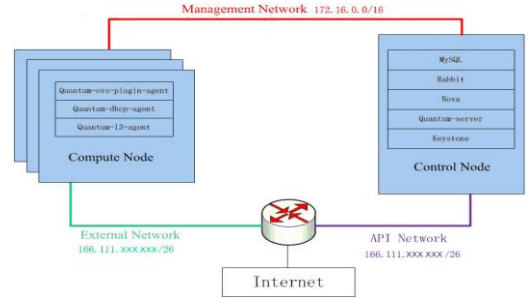 Management Network 172.16.0.0/16
Quantum-ovs-plugin-agent
Quantum-dhcp-agent
Quantum-l3-agent
Compute Node
MySQL
Rabbit
Nova
Quantum-server
Keystone
Control Node
External Network
166.111.xxx.xxx/26
API Network
166.111.xxx.xxx/26
Internet